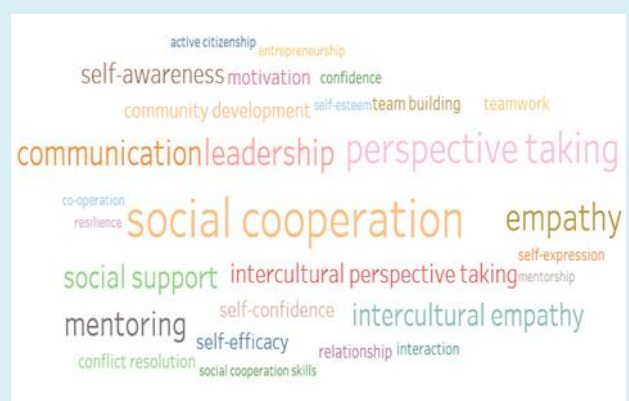 active citizenship
entrepreneurship
self-awareness motivation confidence
community development self-esteem team building teamwork
communication leadership perspective taking
co-operation
resilience social cooperation empathy
self-expression
social support intercultural perspective taking mentorship
mentoring self-confidence intercultural empathy
self-efficacy
relationship interaction
conflict resolution
social cooperation skills